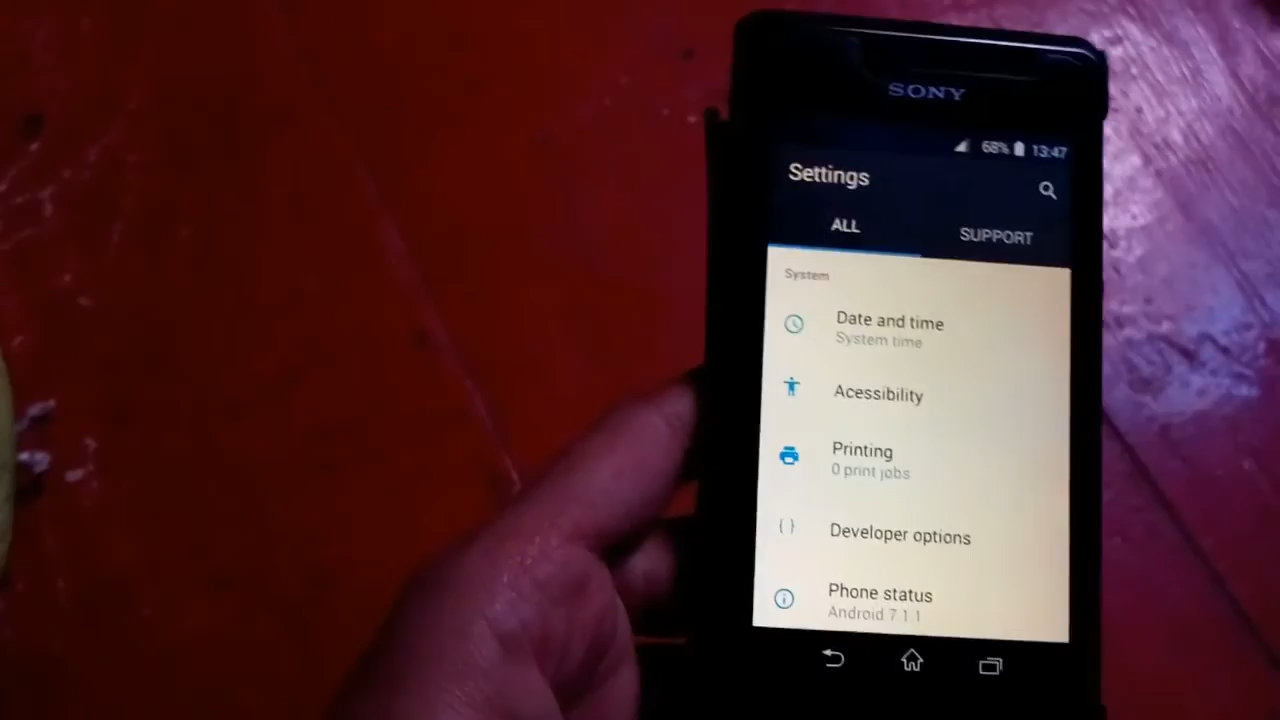 SONY
68% 13:47
Settings
ALL SUPPORT
System
Date and time
System time
Acessibility
Printing
0 print jobs
Developer options
Phone status
Android 7.1.1